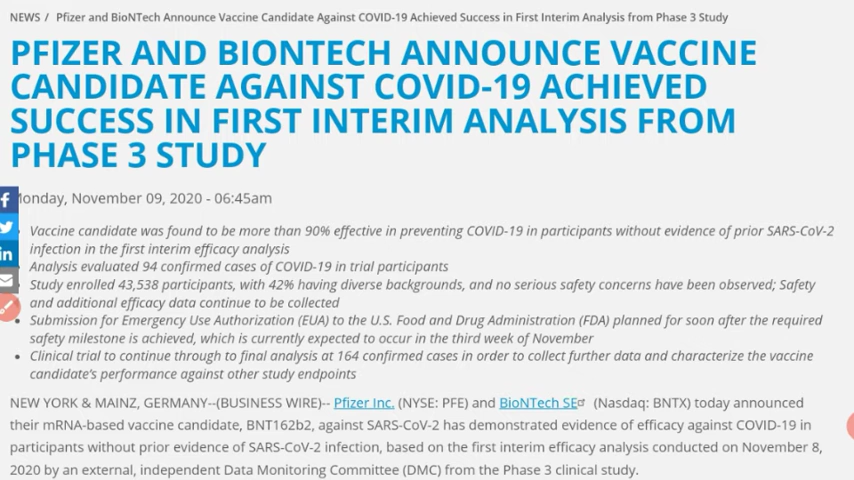 NEWS / Pfizer and BioNTech Announce Vaccine Candidate Against COVID-19 Achieved Success in First Interim Analysis from Phase 3 Study
PFIZER AND BIONTECH ANNOUNCE VACCINE
CANDIDATE AGAINST COVID-19 ACHIEVED
SUCCESS IN FIRST INTERIM ANALYSIS FROM
PHASE 3 STUDY
onday, November 09, 2020 - 06:45am
Vaccine candidate was found to be more than 90% effective in preventing COVID-19 in participants without evidence of prior SARS-CoV-2
infection in the first interim efficacy analysis
Analysis evaluated 94 confirmed cases of COVID-19 in trial participants
Study enrolled 43,538 participants, with 42% having diverse backgrounds, and no serious safety concerns have been observed; Safety
and additional efficacy data continue to be collected
• Submission for Emergency Use Authorization (EUA) to the U.S. Food and Drug Administration (FDA) planned for soon after the required
safety milestone is achieved, which is currently expected to occur in the third week of November
• Clinical trial to continue through to final analysis at 164 confirmed cases in order to collect further data and characterize the vaccine
candidate's performance against other study endpoints
NEW YORK & MAINZ, GERMANY--(BUSINESS WIRE)-- Pfizer Inc. (NYSE: PFE) and BioNTech SE (Nasdaq: BNTX) today announced
their mRNA-based vaccine candidate, BNT162b2, against SARS-CoV-2 has demonstrated evidence of efficacy against COVID-19 in
participants without prior evidence of SARS-CoV-2 infection, based on the first interim efficacy analysis conducted on November 8,
2020 by an external, independent Data Monitoring Committee (DMC) from the Phase 3 clinical study.